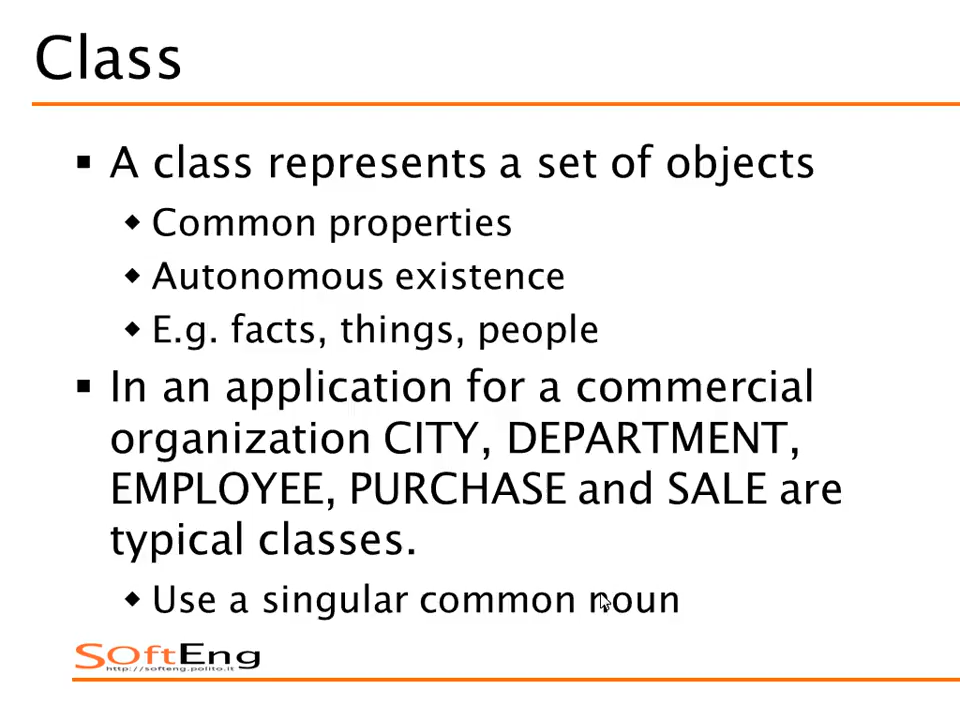 Class
A class represents a set of objects
Common properties
Autonomous existence
E.g. facts, things, people
In an application for a commercial
organization CITY, DEPARTMENT,
EMPLOYEE, PURCHASE and SALE are
typical classes.
Use a singular common noun
SOftEng
http://softeng.polito.it